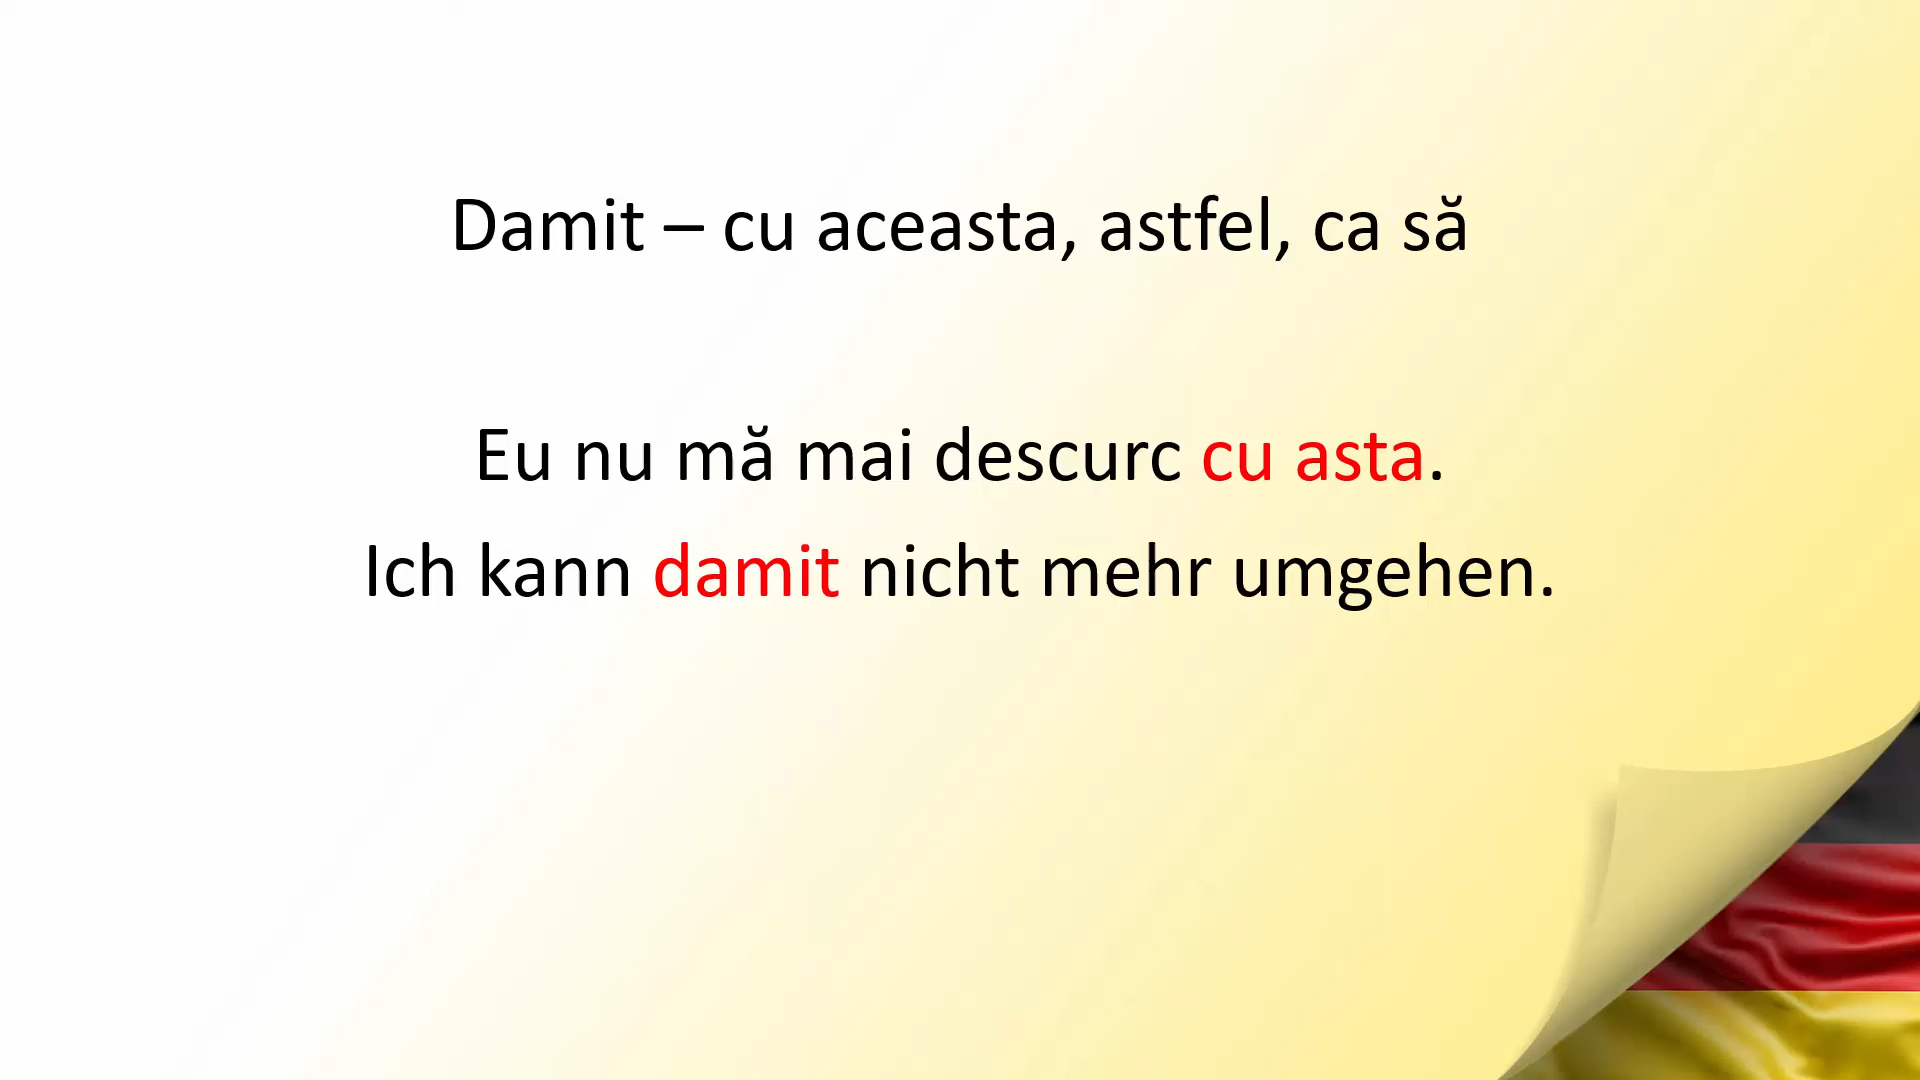 Damit – cu aceasta, astfel, ca să
Eu nu mă mai descurc cu asta.
Ich kann damit nicht mehr umgehen.